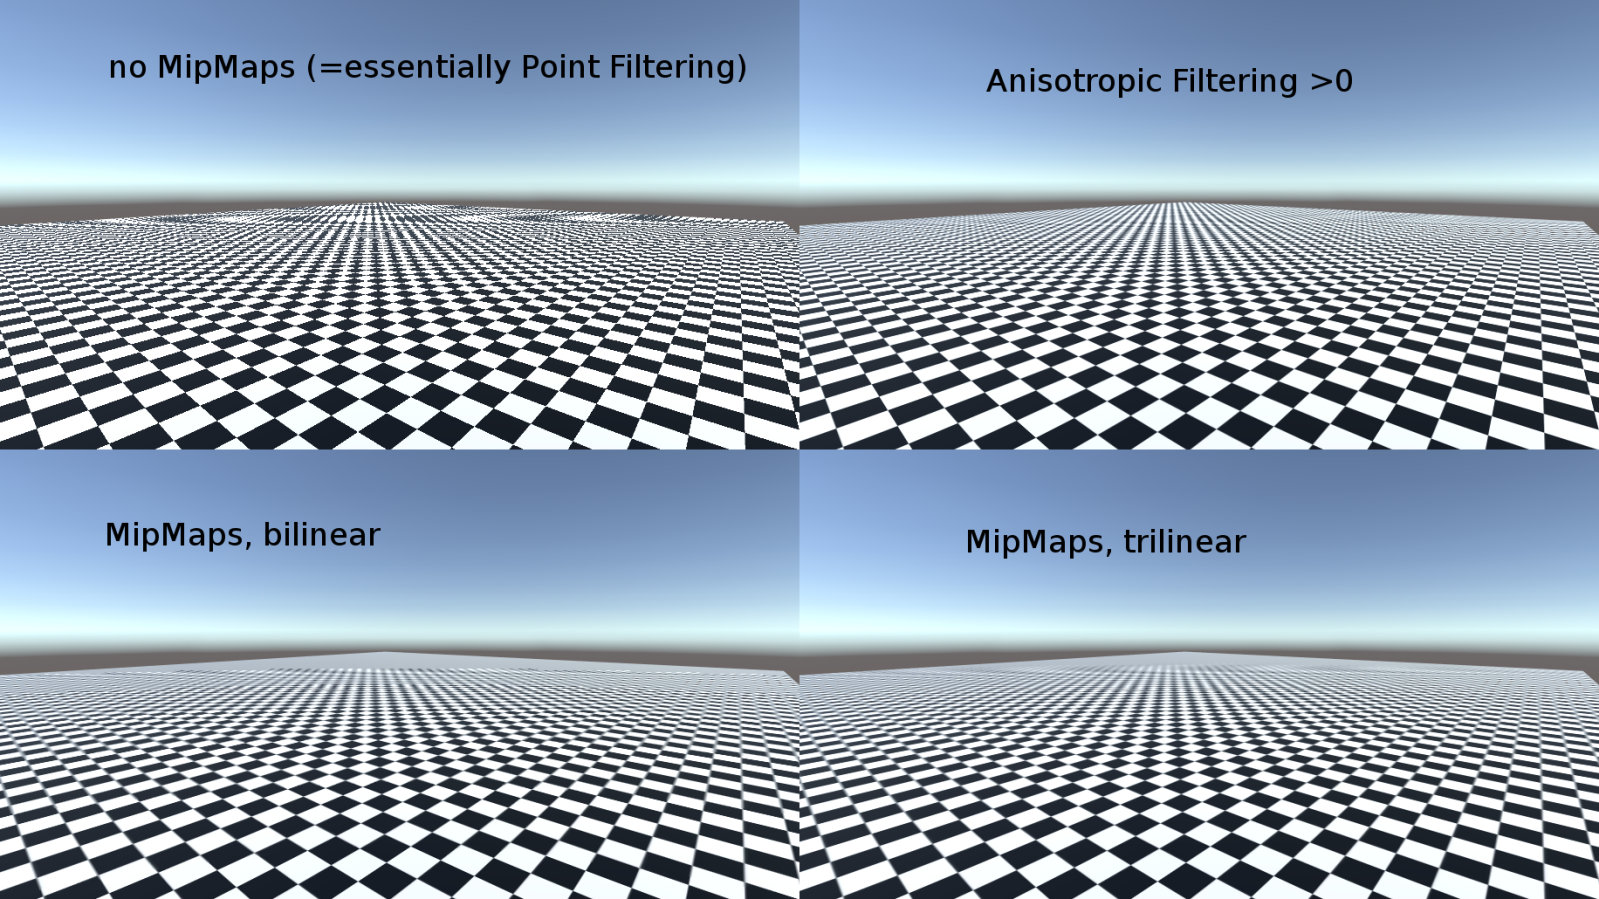 no MipMaps (=essentially Point Filtering)
Anisotropic Filtering >0
MipMaps, bilinear
MipMaps, trilinear